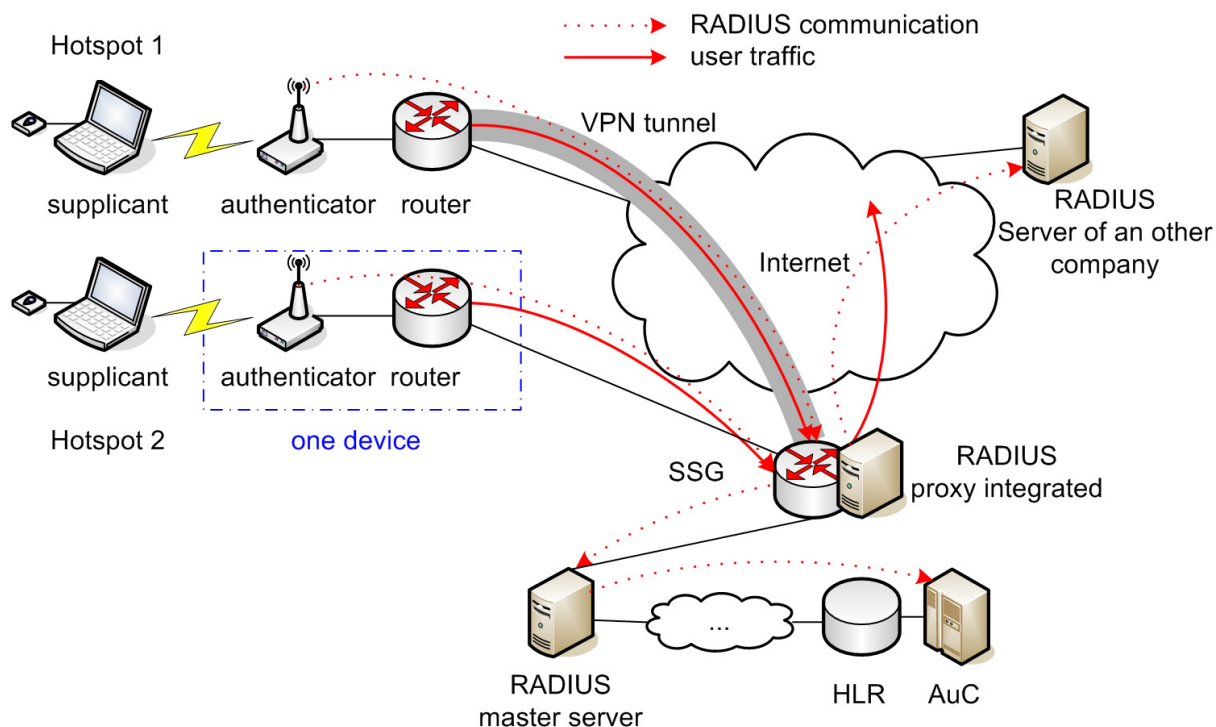 Hotspot 1
RADIUS communication
user traffic
VPN tunnel
supplicant
authenticator
router
RADIUS
Server of an other
company
Internet
supplicant
authenticator
router
Hotspot 2
one device
SSG
RADIUS
proxy integrated
...
RADIUS
master server
HLR
AuC